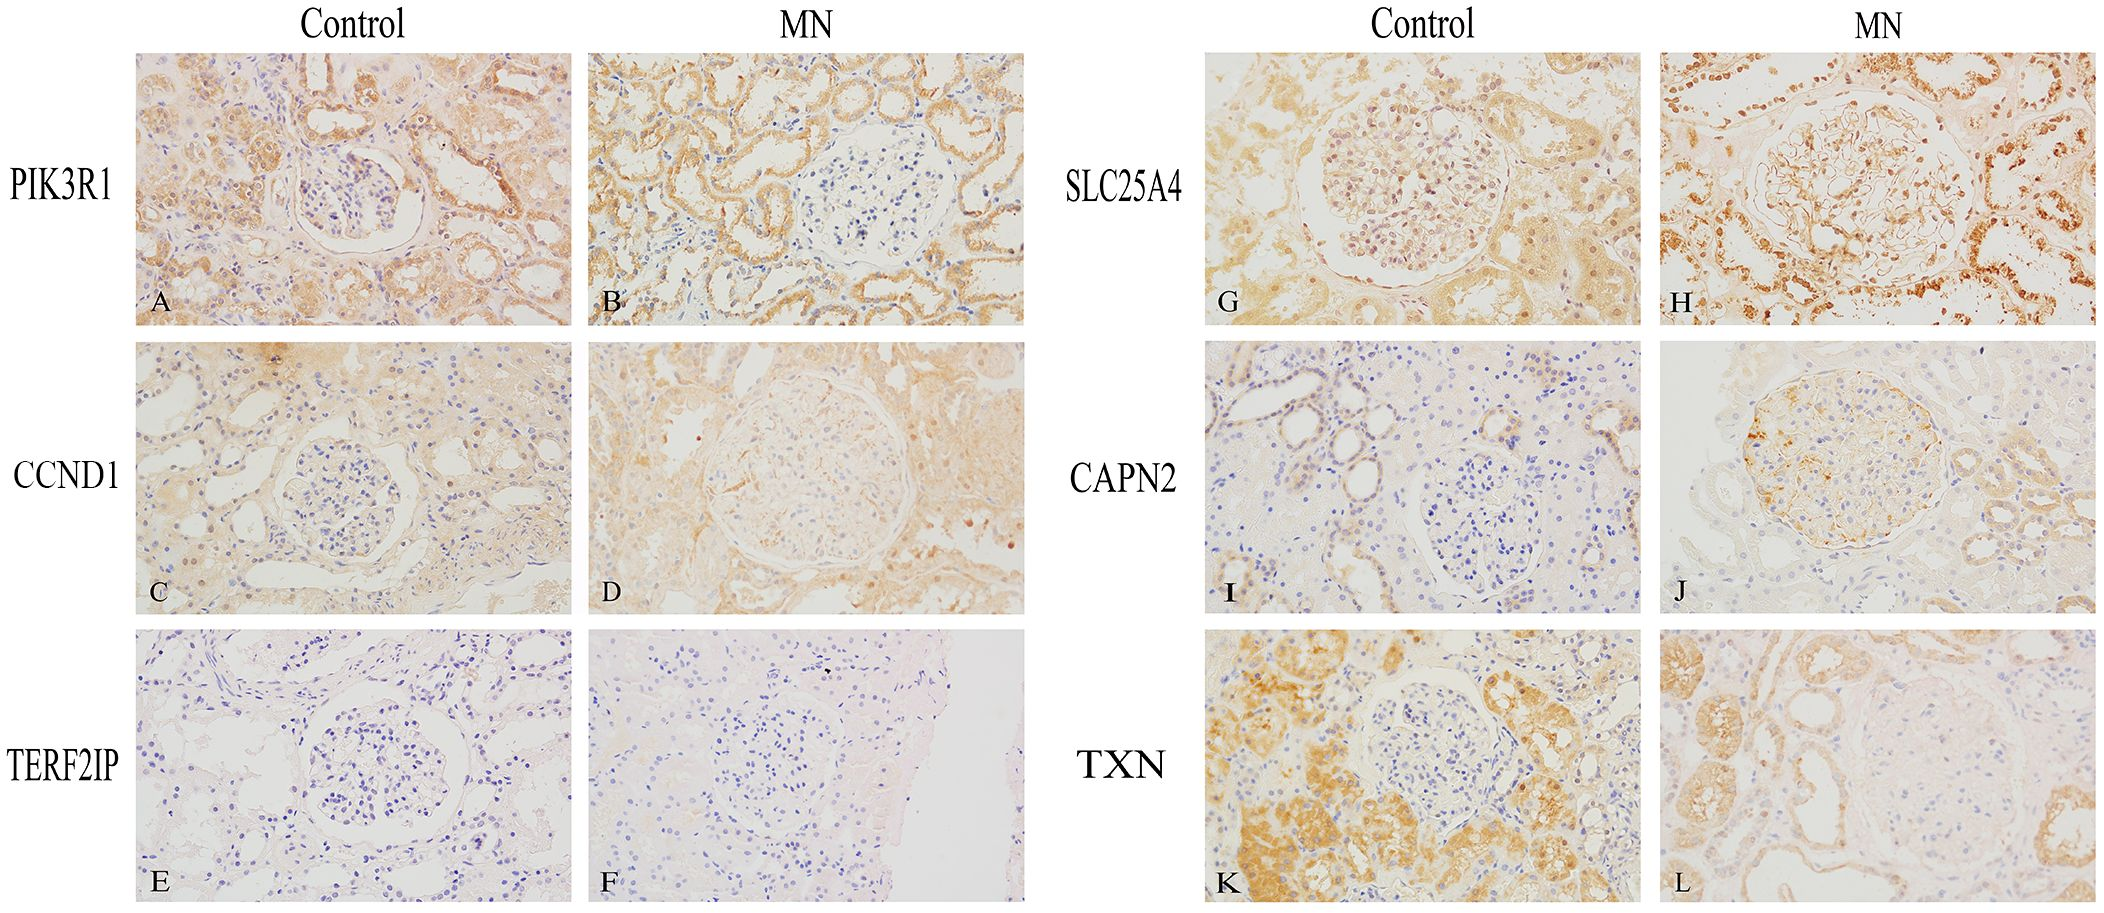 Control MN Control MN
PIK3R1 A B SLC25A4 G H
CCND1 C D CAPN2 I J
TERF2IP E F TXN K L